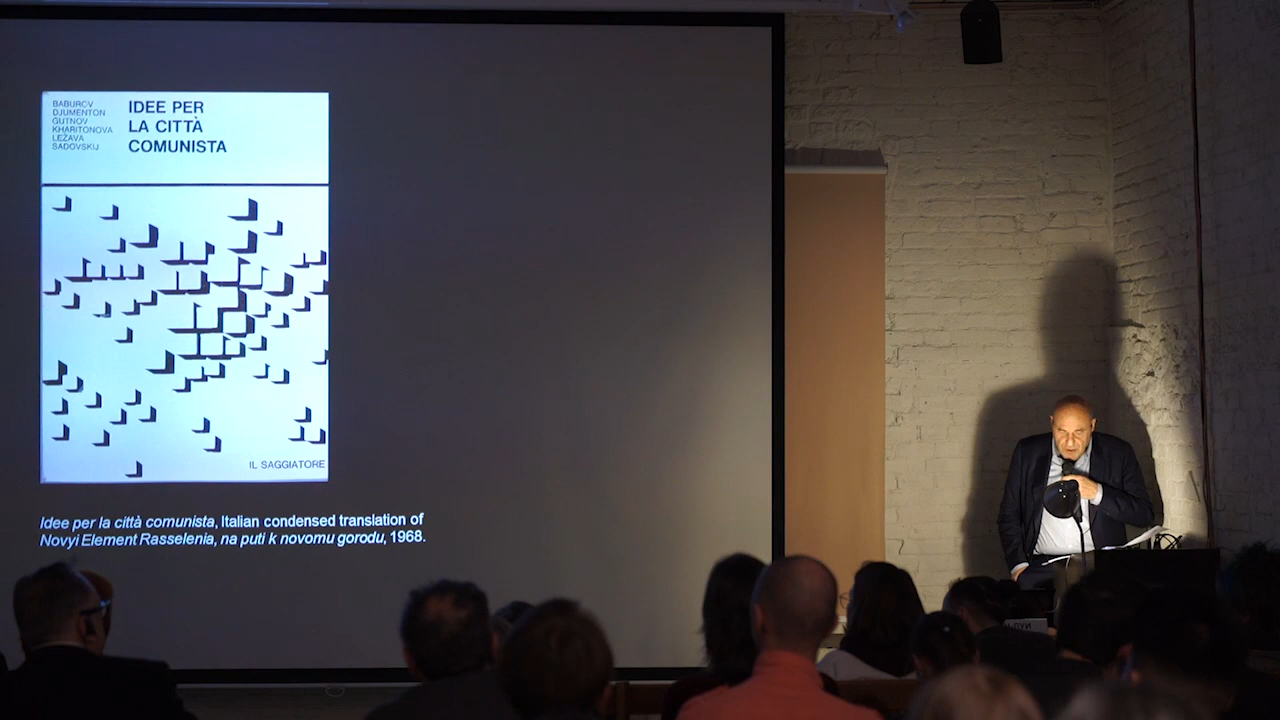 BABUROV
DJUMENTON
GUTNOV
KHARITONOVA
LEŽAVA
SADOVSKIJ
IDEE PER
LA CITTÀ
COMUNISTA
IL SAGGIATORE
Idee per la città comunista, Italian condensed translation of
Novyi Element Rasselenia, na puti k novomu gorodu, 1968.